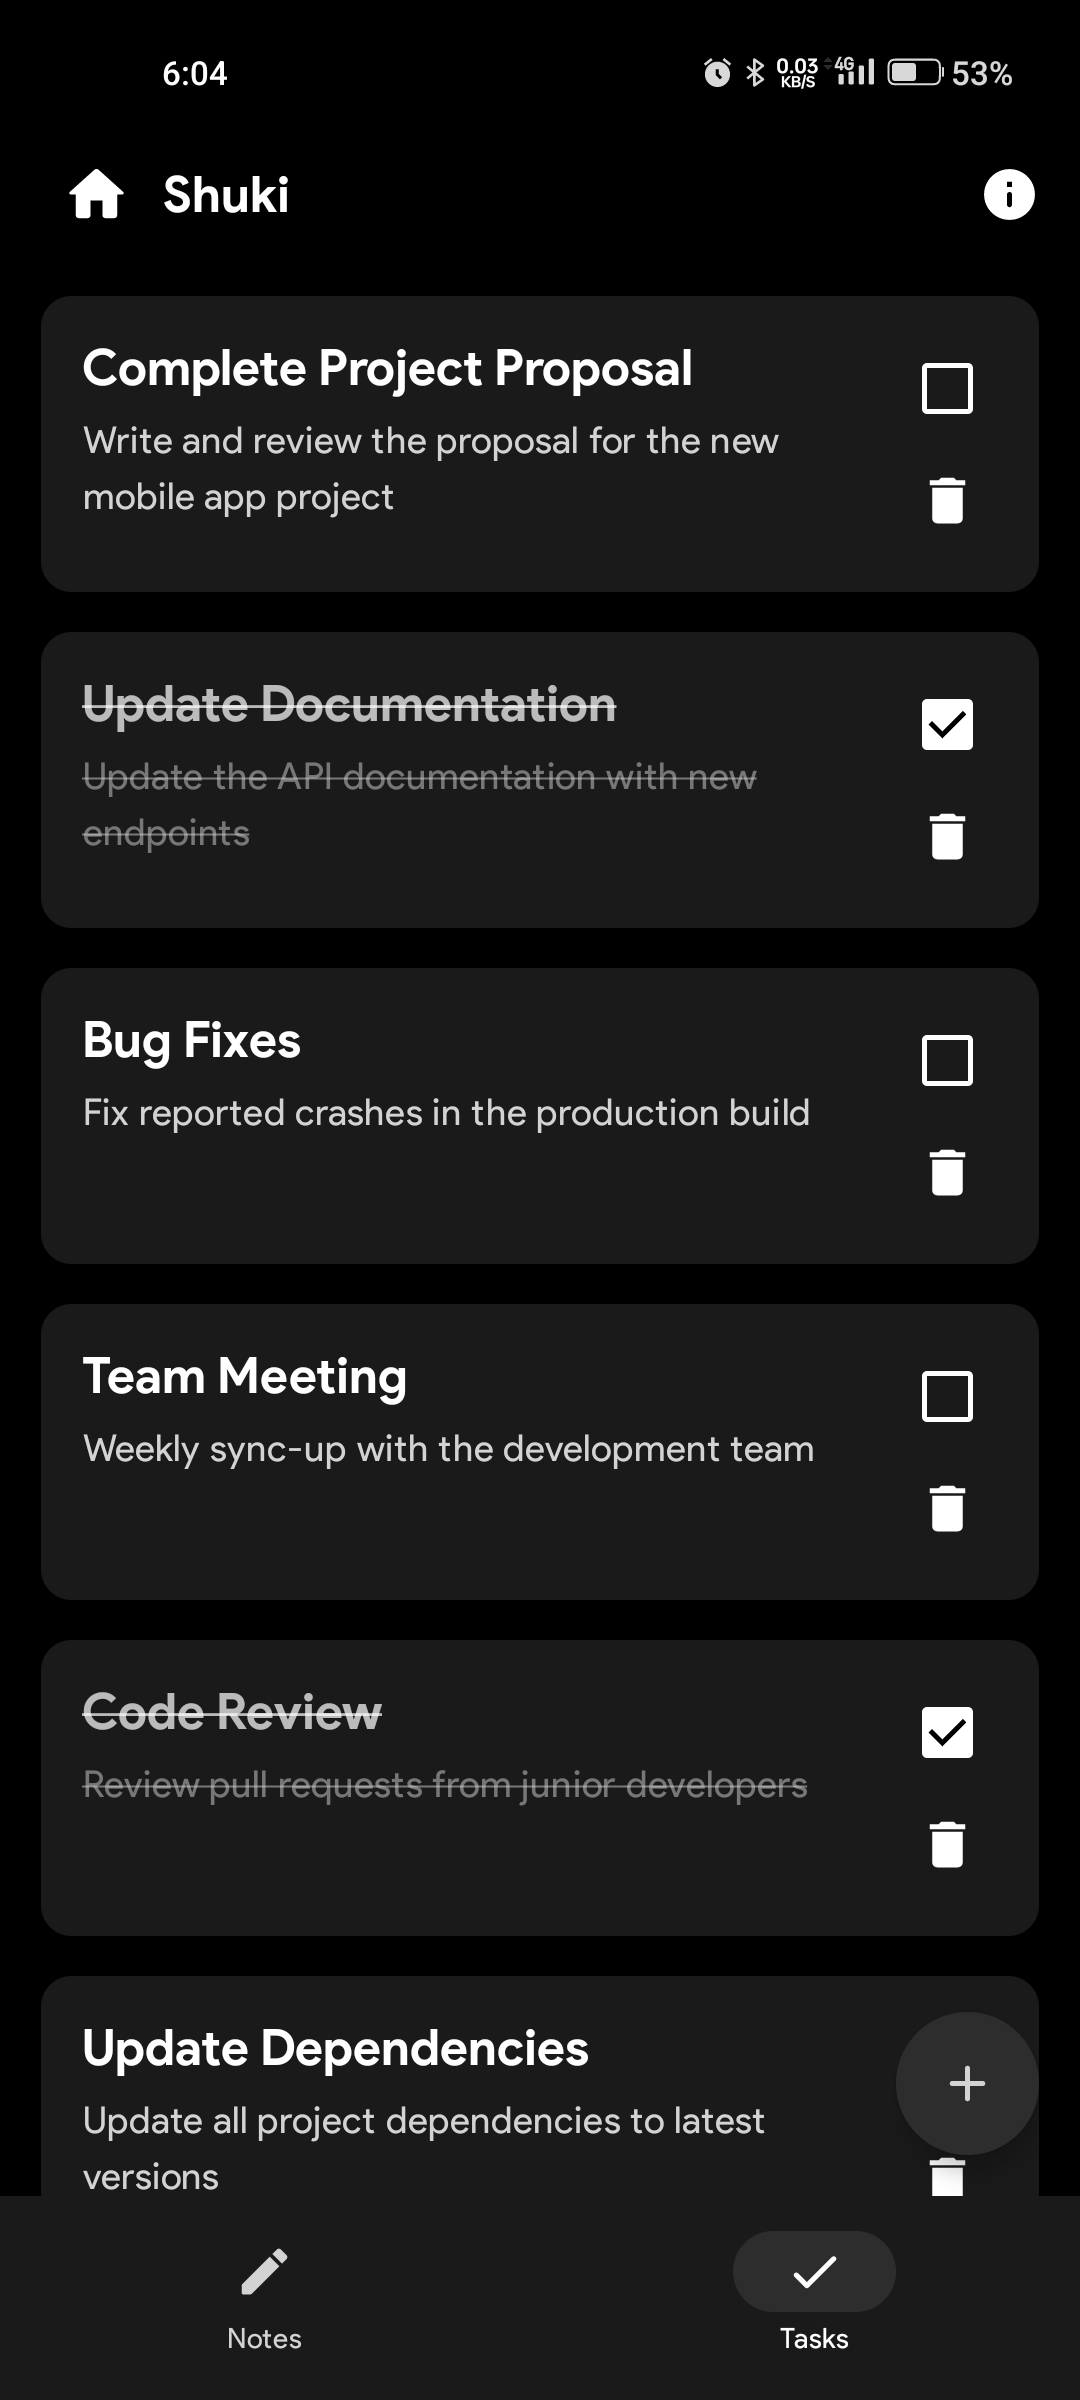 6:04
0.03
KB/S
4G
53%
Shuki
Complete Project Proposal
Write and review the proposal for the new
mobile app project
Update Documentation
Update the API documentation with new
endpoints
Bug Fixes
Fix reported crashes in the production build
Team Meeting
Weekly sync-up with the development team
Code Review
Review pull requests from junior developers
Update Dependencies
Update all project dependencies to latest
versions
Notes
Tasks